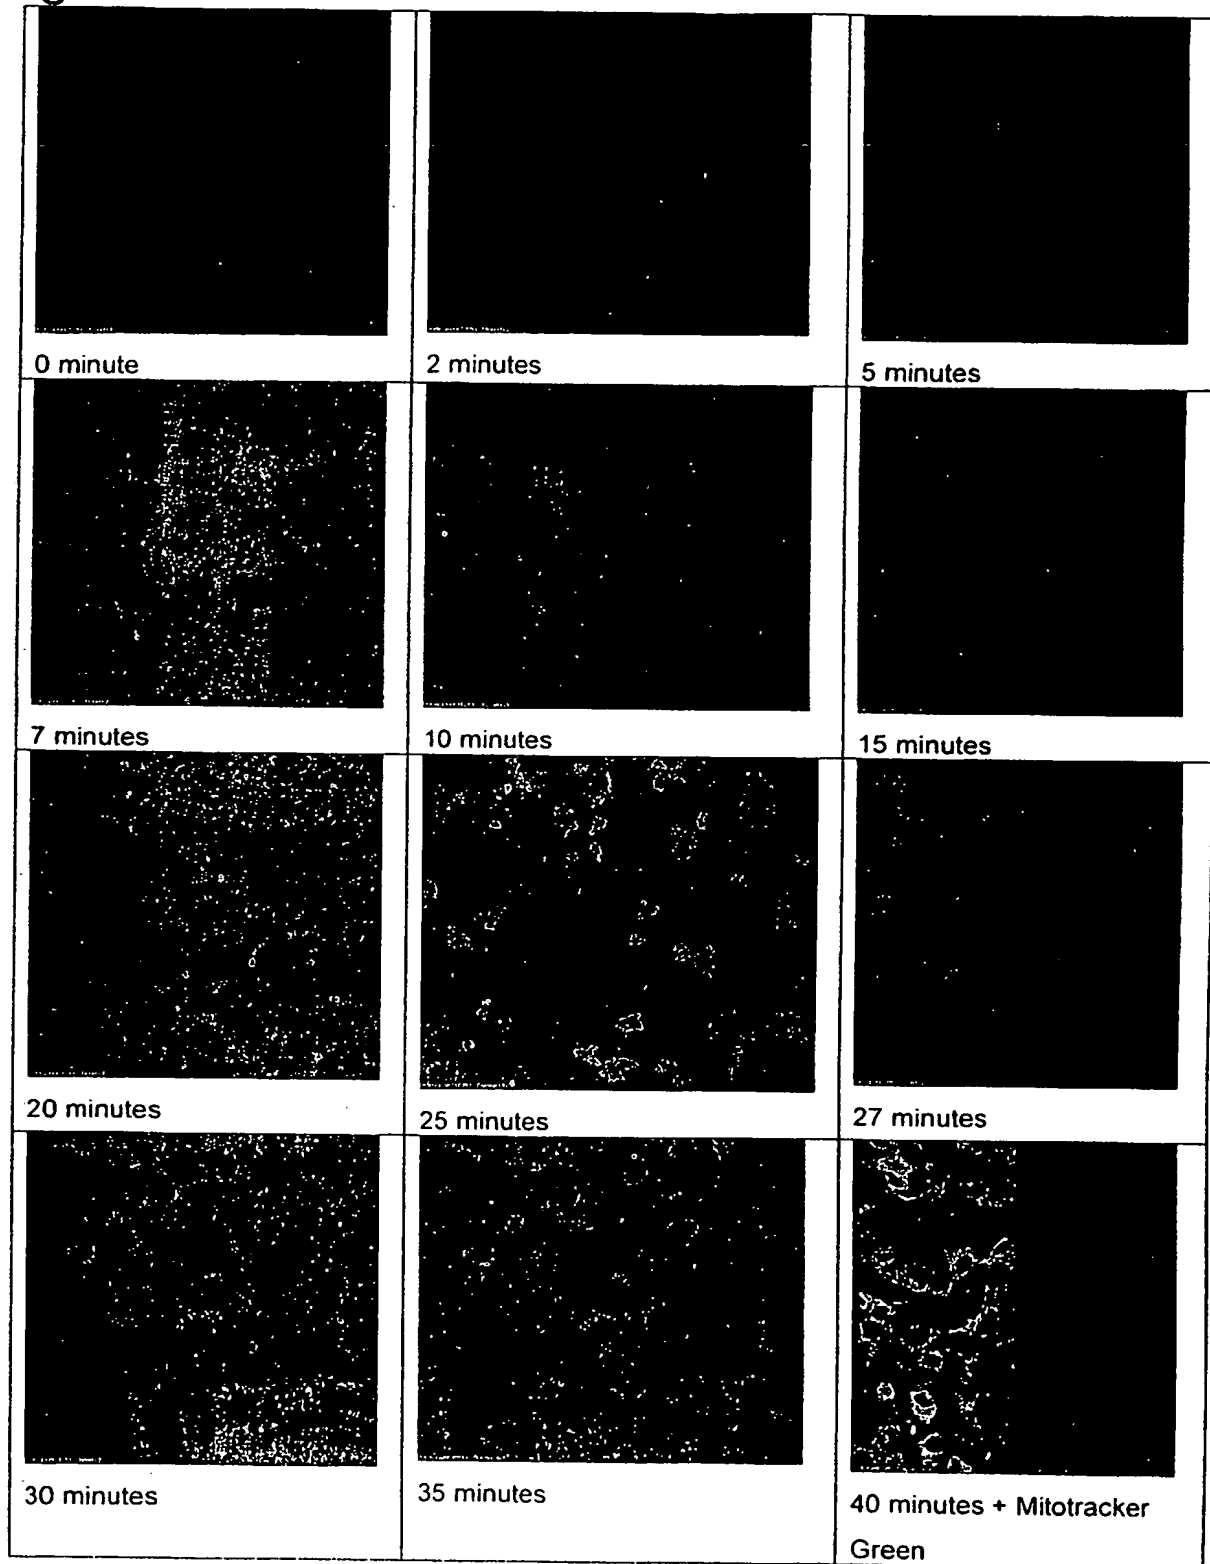 0 minute
2 minutes
5 minutes
7 minutes
10 minutes
15 minutes
20 minutes
25 minutes
27 minutes
30 minutes
35 minutes
40 minutes + Mitotracker
Green